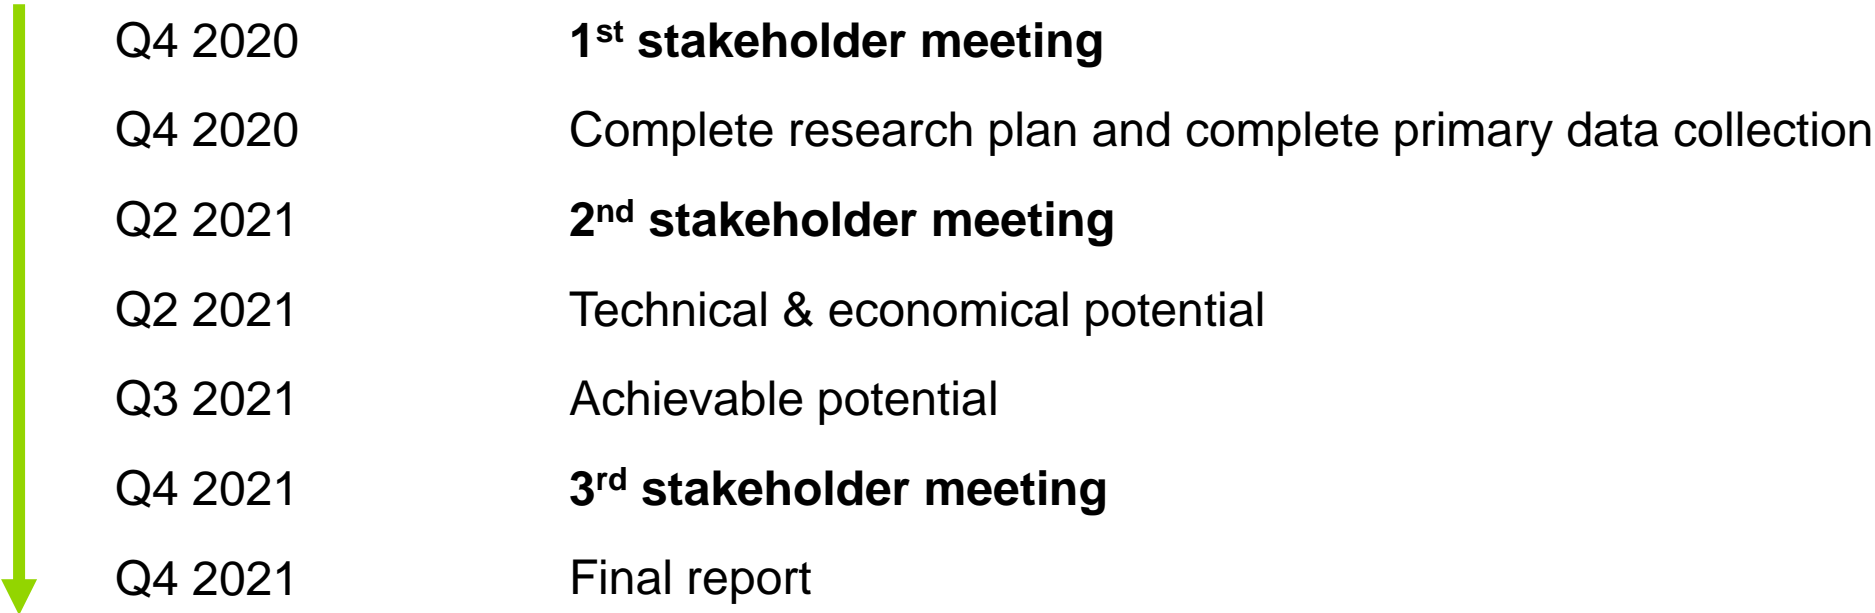 Q4 2020 1st stakeholder meeting
Q4 2020 Complete research plan and complete primary data collection
Q2 2021 2nd stakeholder meeting
Q2 2021 Technical & economical potential
Q3 2021 Achievable potential
Q4 2021 3rd stakeholder meeting
Q4 2021 Final report